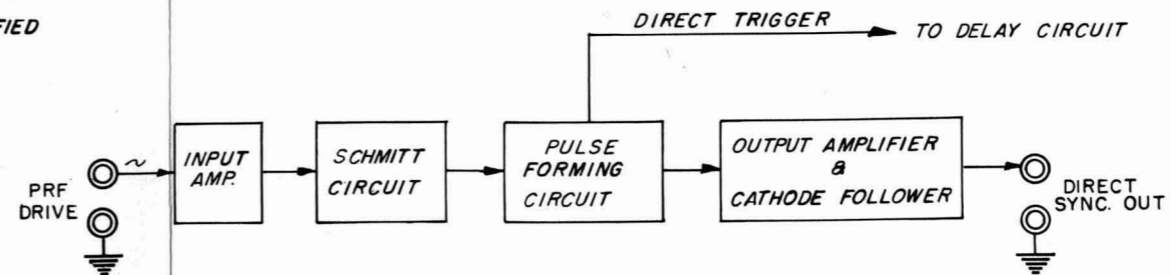 DIRECT TRIGGER
TO DELAY CIRCUIT
PRF
DRIVE
~
INPUT
AMP.
SCHMITT
CIRCUIT
PULSE
FORMING
CIRCUIT
OUTPUT AMPLIFIER
&
CATHODE FOLLOWER
DIRECT
SYNC. OUT